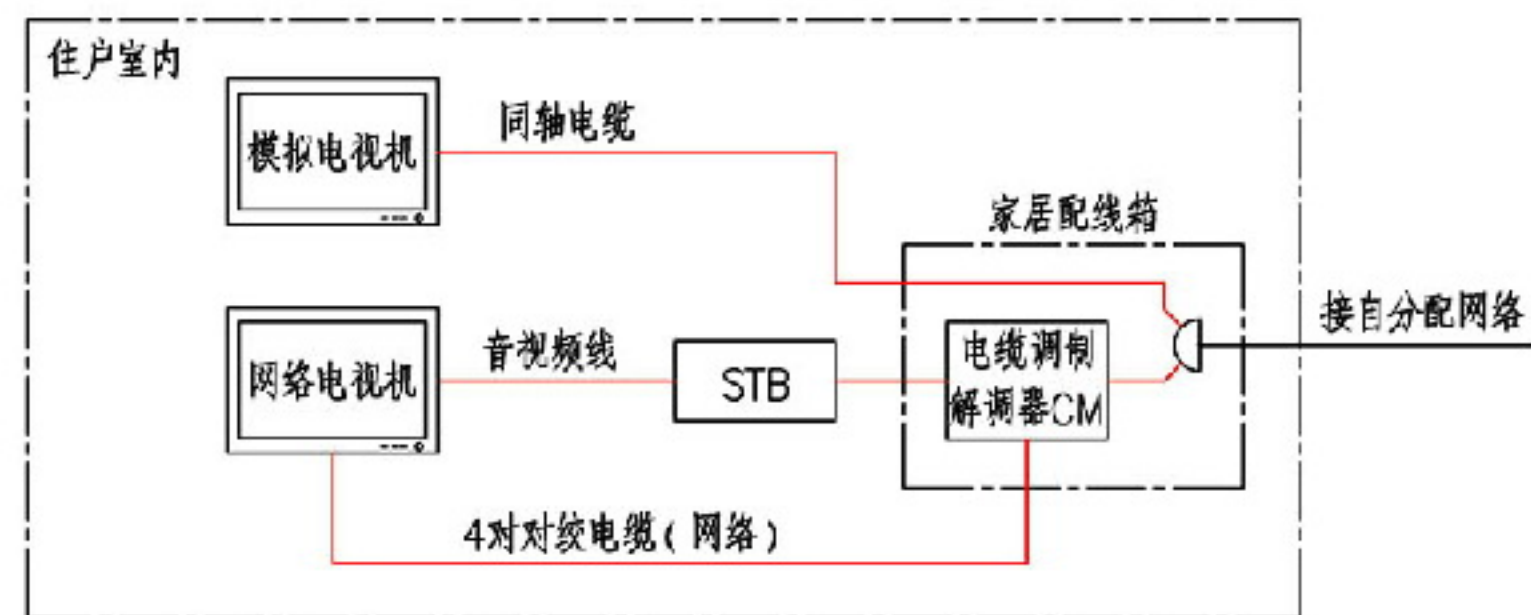 住户室内
同轴电缆
模拟电视机
家居配线箱
接自分配网络
音视频线
电缆调制
解调器CM
网络电视机
STB
4对对绞电缆(网络)